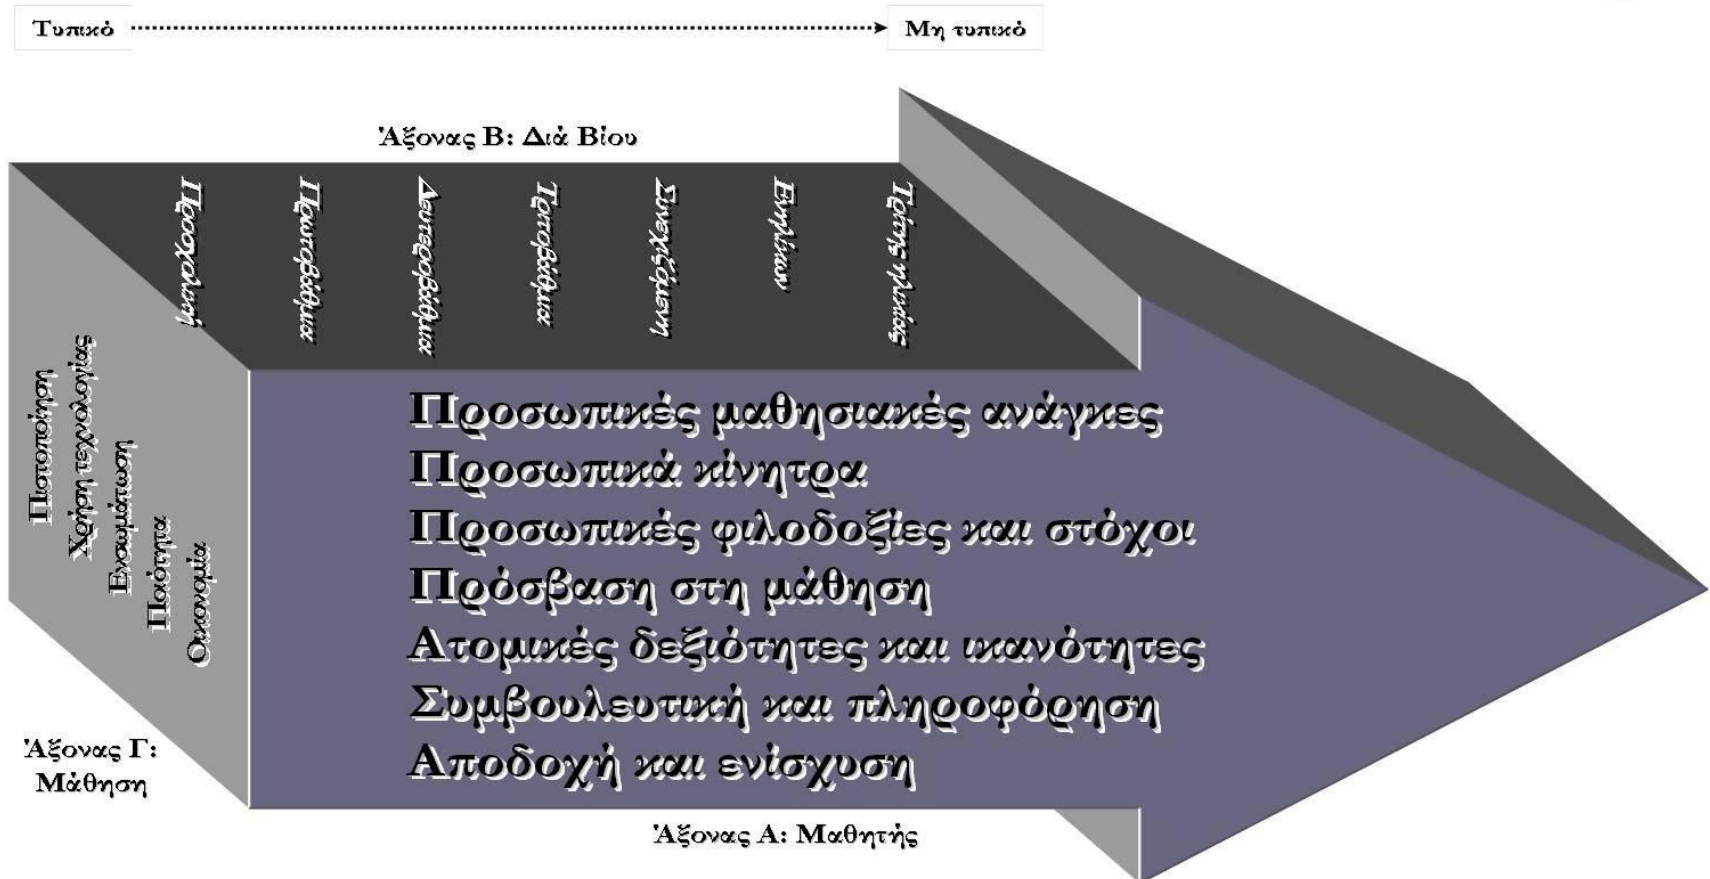 Τυπικό
Μη τυπικό
Άξονας Β: Διά Βίου
Προσχολική
Πρωτοβάθμια
Δευτεροβάθμια
Τριτοβάθμια
Συνεχιζόμενη
Ενηλίκων
Τρίτης ηλικίας
Πιστοποίηση
Χρήση τεχνολογίας
Ενσωμάτωση
Ποιότητα
Οικονομία
Προσωπικές μαθησιακές ανάγκες
Προσωπικά κίνητρα
Προσωπικές φιλοδοξίες και στόχοι
Πρόσβαση στη μάθηση
Ατομικές δεξιότητες και ικανότητες
Συμβουλευτική και πληροφόρηση
Αποδοχή και ενίσχυση
Άξονας Γ:
Μάθηση
Άξονας Α: Μαθητής